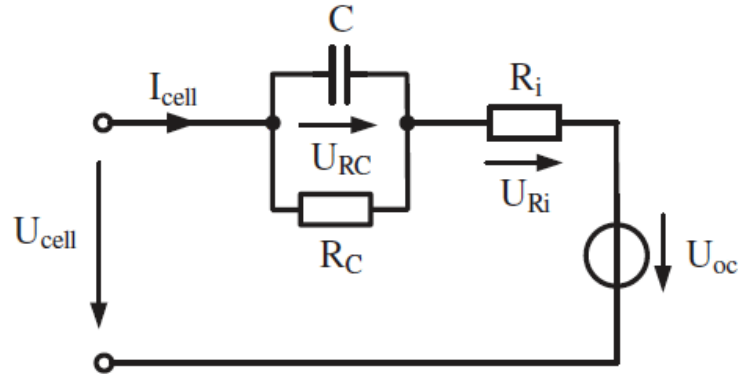 C
I_cell
R_i
U_RC
U_Ri
U_cell
R_C
U_oc